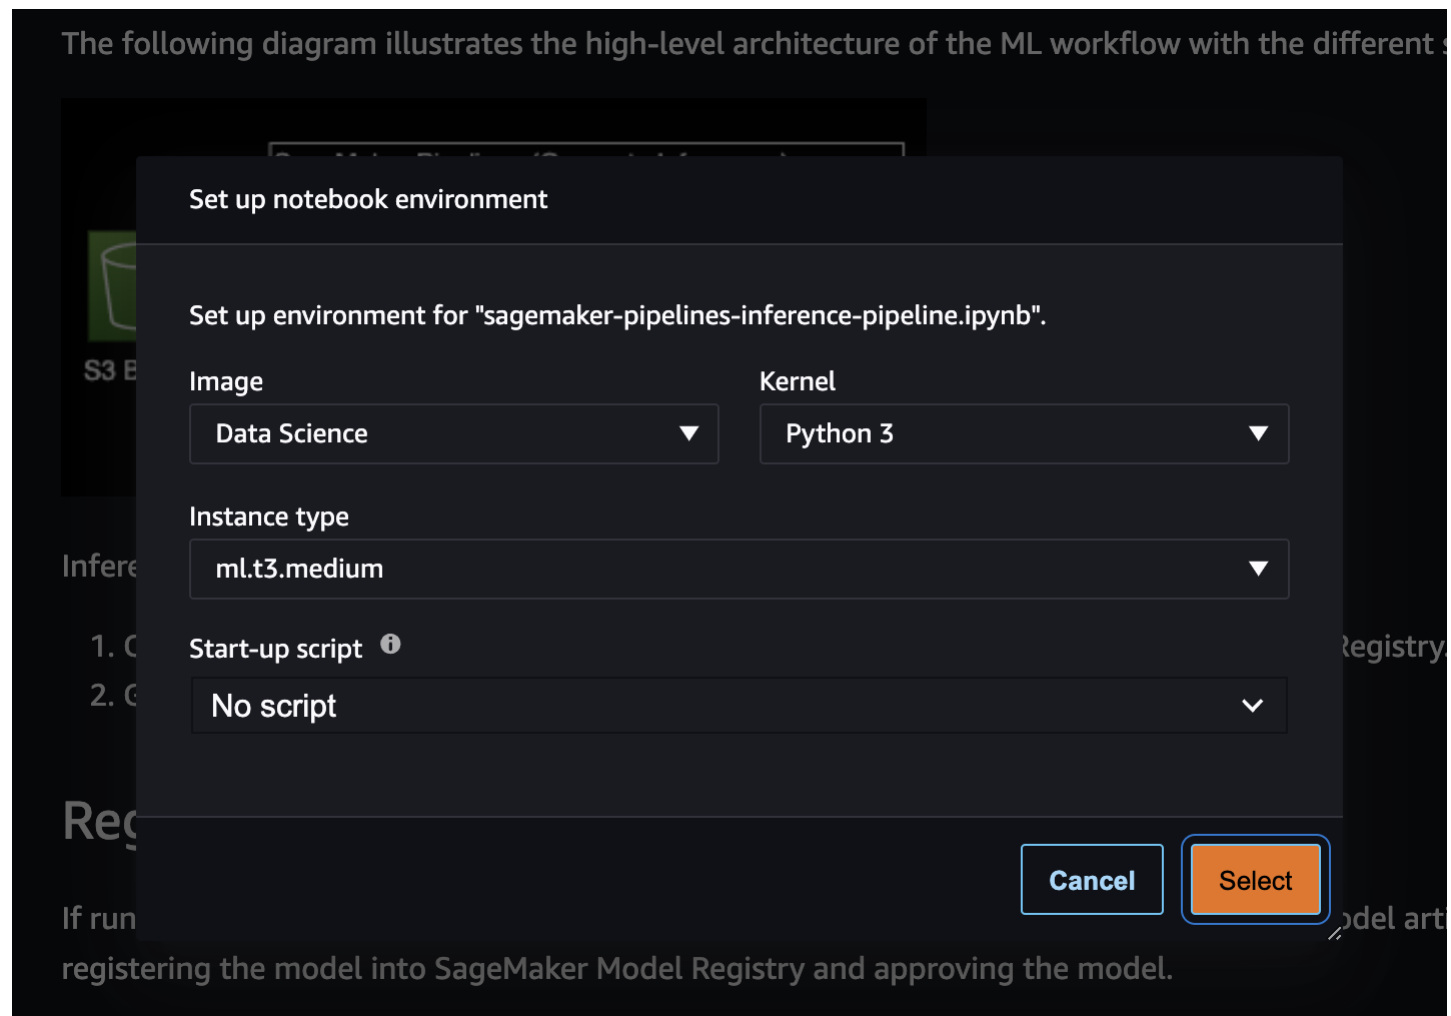 The following diagram illustrates the high-level architecture of the ML workflow with the different
Set up notebook environment
Set up environment for "sagemaker-pipelines-inference-pipeline.ipynb".
S3
Image
Kernel
Data Science
Python 3
Instance type
ml.t3.medium
1.
Start-up script
Registry.
2.
No script
Cancel
Select
If run
registering the model into SageMaker Model Registry and approving the model.